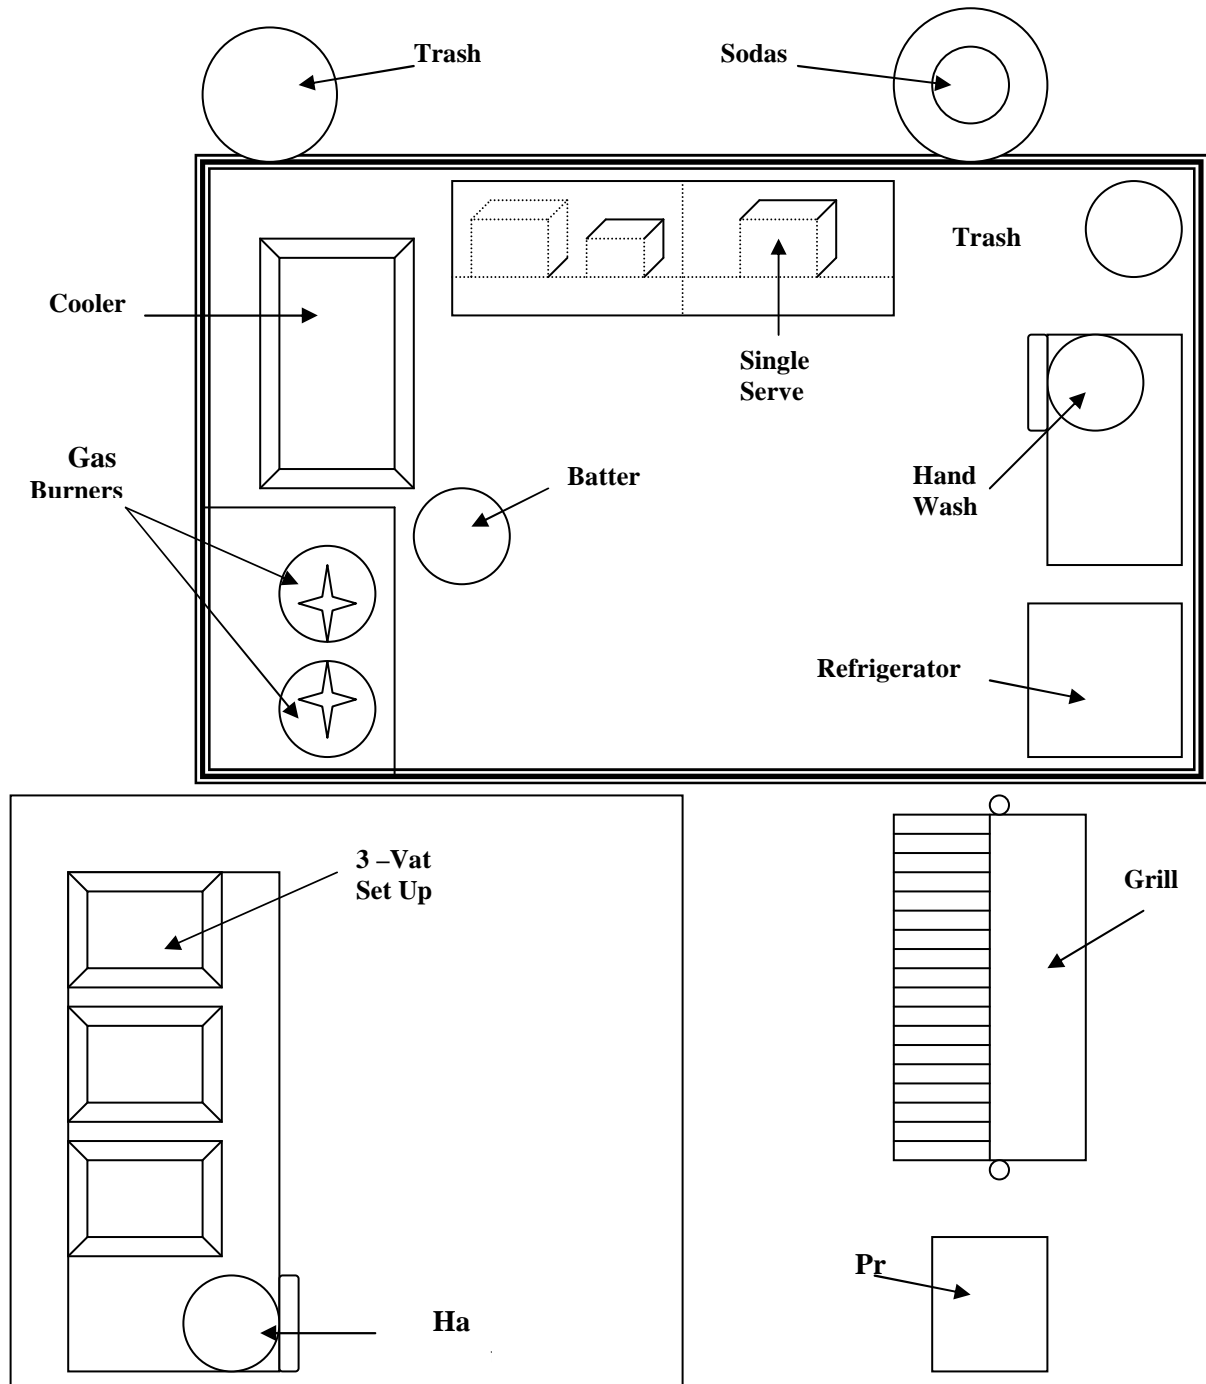 Trash
Sodas
Trash
Cooler
Single
Serve
Gas
Burners
Batter
Hand
Wash
Refrigerator
3 –Vat
Set Up
Grill
Pr
Ha